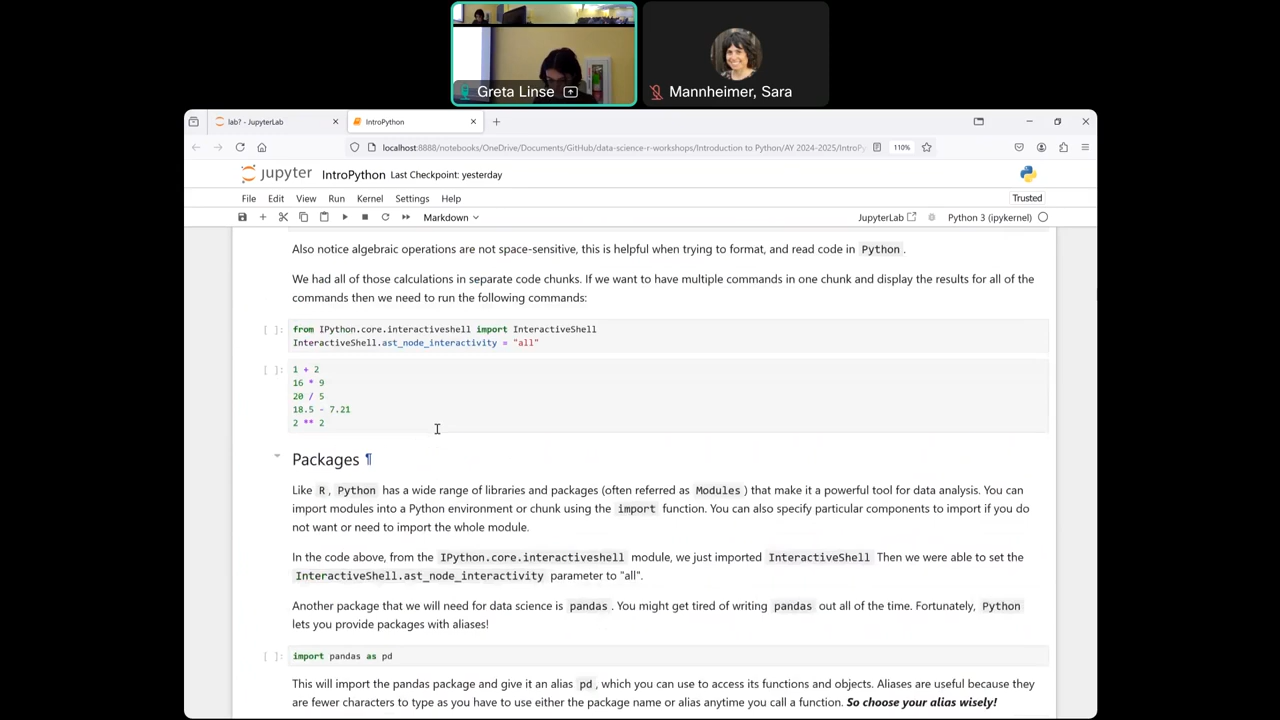 Greta Linse
Mannheimer, Sara
lab? - JupyterLab
IntroPython
localhost:8888/notebooks/OneDrive/Documents/GitHub/data-science-r-workshops/Introduction to Python/AY 2024-2025/IntroPy
110%
jupyter IntroPython Last Checkpoint: yesterday
File Edit View Run Kernel Settings Help
Trusted
Markdown
JupyterLab
Python 3 (ipykernel)
Also notice algebraic operations are not space-sensitive, this is helpful when trying to format, and read code in Python.
We had all of those calculations in separate code chunks. If we want to have multiple commands in one chunk and display the results for all of the
commands then we need to run the following commands:
[ ]: from IPython.core.interactiveshell import InteractiveShell
InteractiveShell.ast_node_interactivity = "all"
[ ]: 1 + 2
16 * 9
20 / 5
18.5 - 7.21
2 ** 2
Packages ¶
Like R, Python has a wide range of libraries and packages (often referred as Modules) that make it a powerful tool for data analysis. You can
import modules into a Python environment or chunk using the import function. You can also specify particular components to import if you do
not want or need to import the whole module.
In the code above, from the IPython.core.interactiveshell module, we just imported InteractiveShell Then we were able to set the
InteractiveShell.ast_node_interactivity parameter to "all".
Another package that we will need for data science is pandas. You might get tired of writing pandas out all of the time. Fortunately, Python
lets you provide packages with aliases!
[ ]: import pandas as pd
This will import the pandas package and give it an alias pd, which you can use to access its functions and objects. Aliases are useful because they
are fewer characters to type as you have to use either the package name or alias anytime you call a function. So choose your alias wisely!